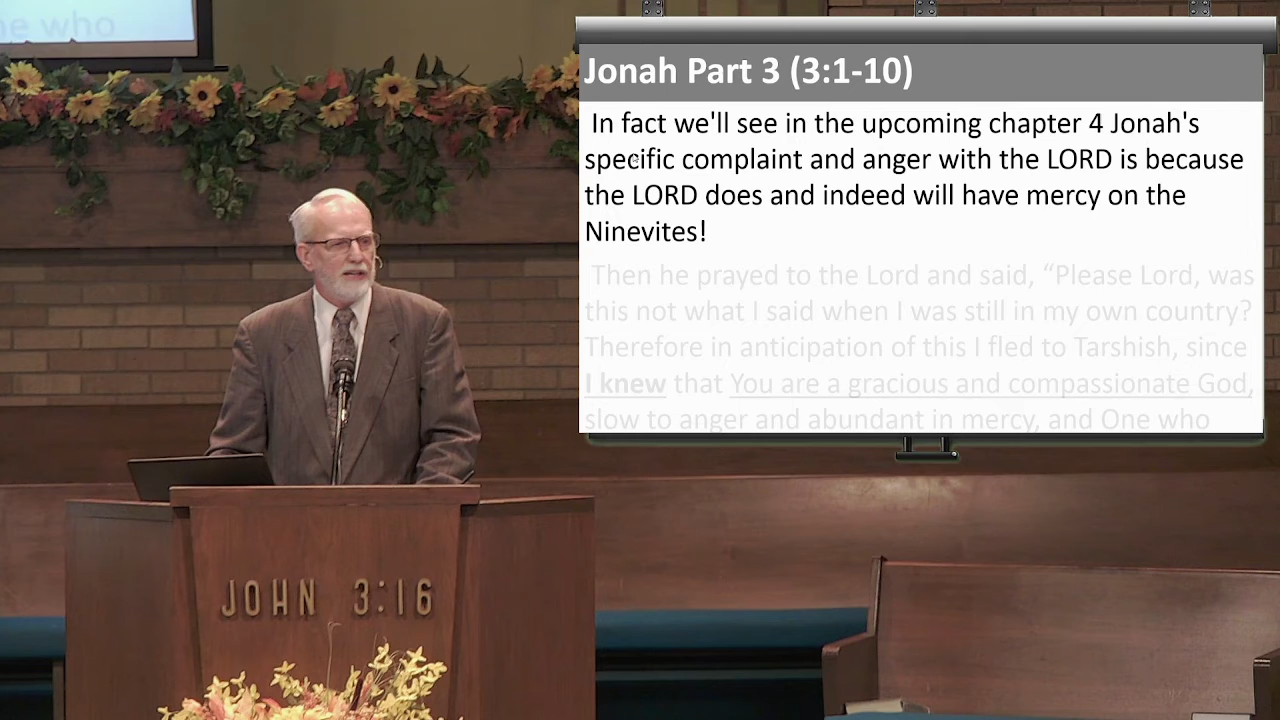 ne who
Jonah Part 3 (3:1-10)
In fact we'll see in the upcoming chapter 4 Jonah's
specific complaint and anger with the LORD is because
the LORD does and indeed will have mercy on the
Ninevites!
Then he prayed to the Lord and said, “Please Lord, was
this not what I said when I was still in my own country?
Therefore in anticipation of this I fled to Tarshish, since
I knew that You are a gracious and compassionate God,
slow to anger and abundant in mercy, and One who
JOHN 3:16